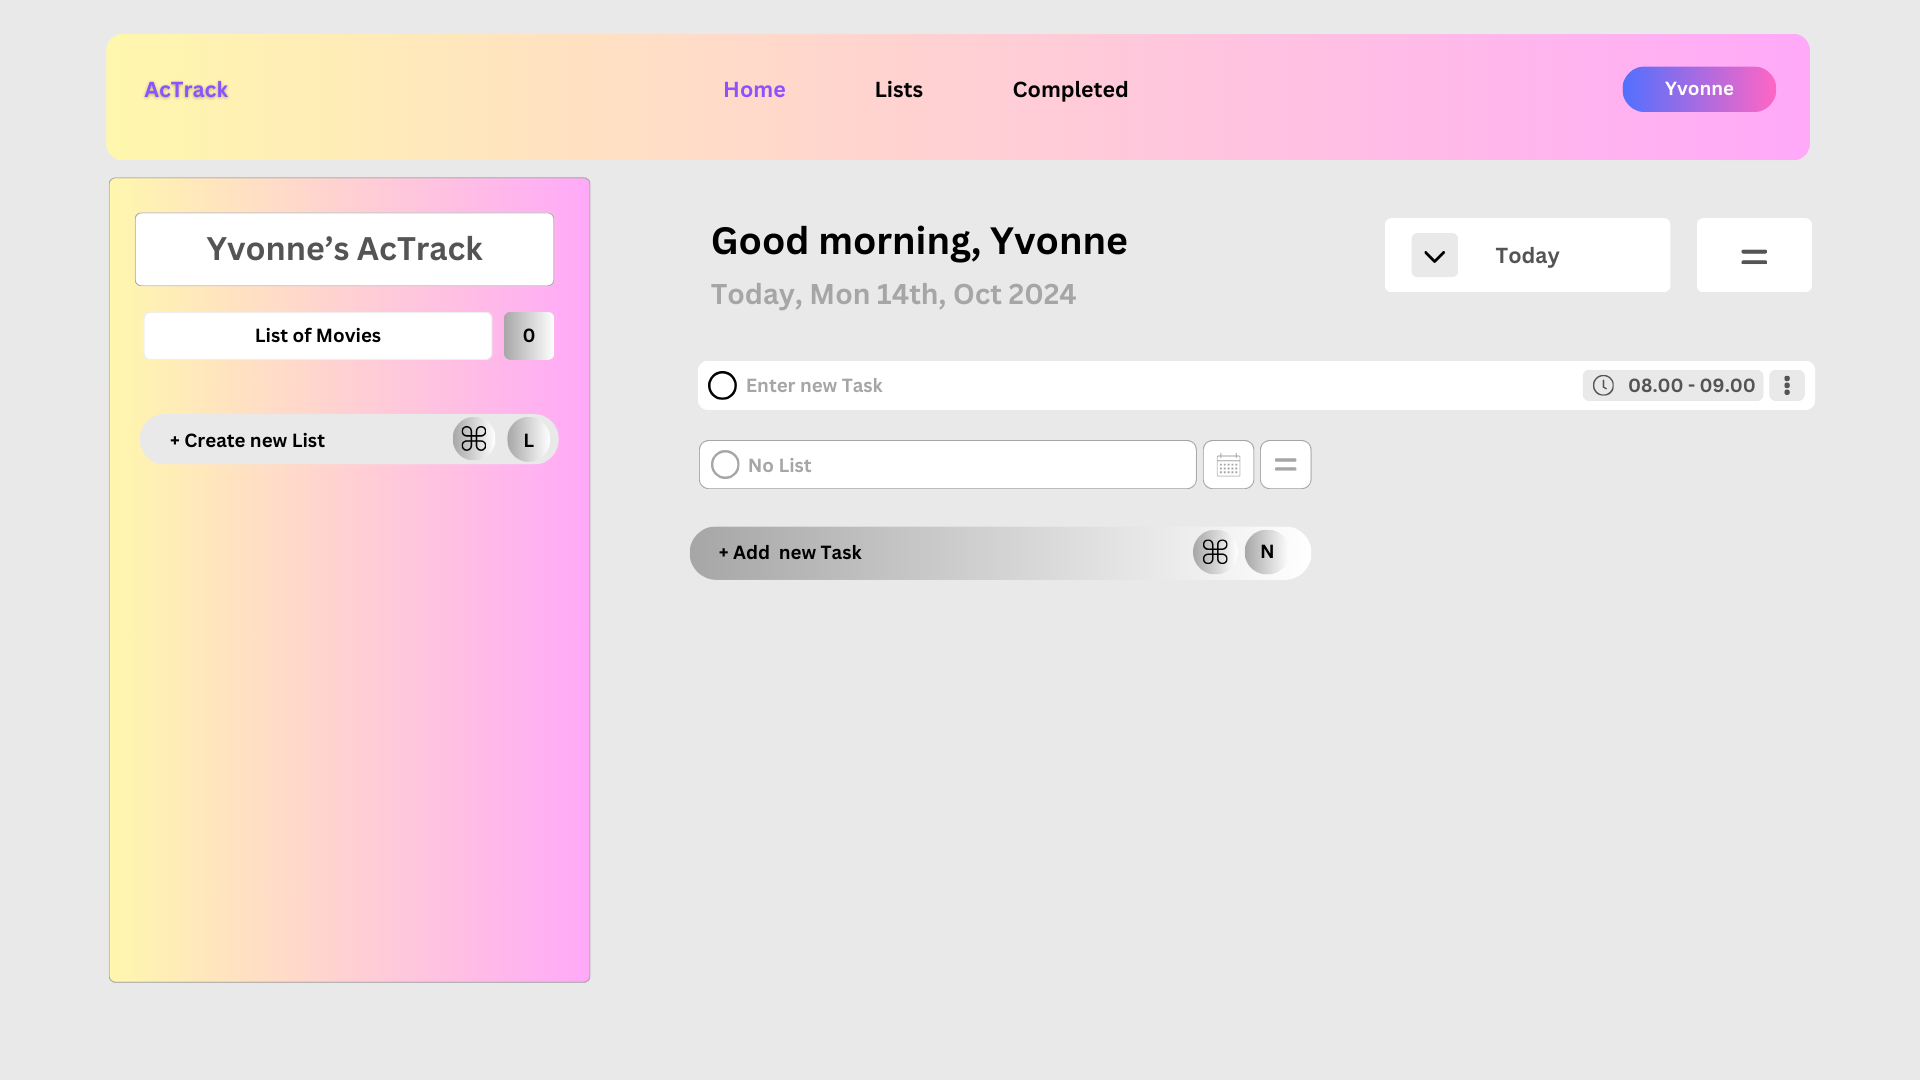 AcTrack
Home
Lists
Completed
Yvonne
Yvonne’s AcTrack
List of Movies
0
+ Create new List
⌘
L
Good morning, Yvonne
Today, Mon 14th, Oct 2024
Today
Enter new Task
08.00 - 09.00
No List
+ Add  new Task
⌘
N